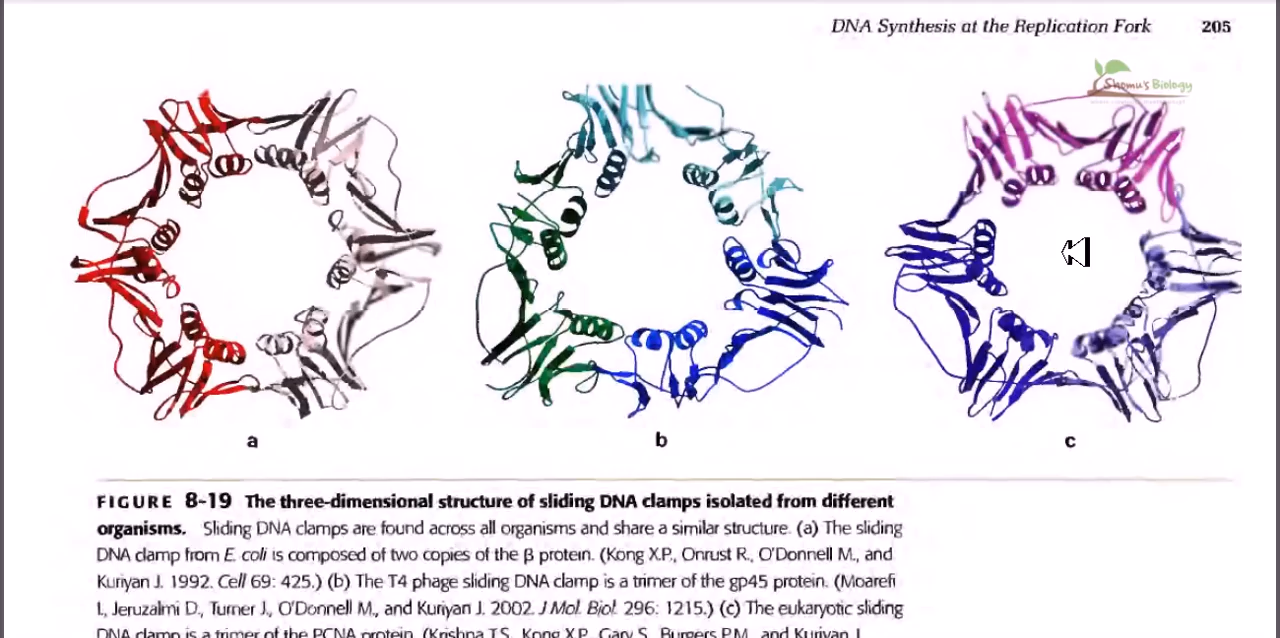 DNA Synthesis at the Replication Fork 205
Shomu's Biology
a b c
FIGURE 8-19 The three-dimensional structure of sliding DNA clamps isolated from different
organisms. Sliding DNA clamps are found across all organisms and share a similar structure. (a) The sliding
DNA clamp from E. coli is composed of two copies of the β protein. (Kong X.P., Onrust R., O'Donnell M., and
Kuriyan J. 1992. Cell 69: 425.) (b) The T4 phage sliding DNA clamp is a trimer of the gp45 protein. (Moarefi
I., Jeruzalmi D., Turner J., O'Donnell M., and Kuriyan J. 2002. J Mol. Biol. 296: 1215.) (c) The eukaryotic sliding
DNA clamp is a trimer of the PCNA protein. (Krishna T.S., Kong X.P., Gary S., Burgers P.M., and Kuriyan J.